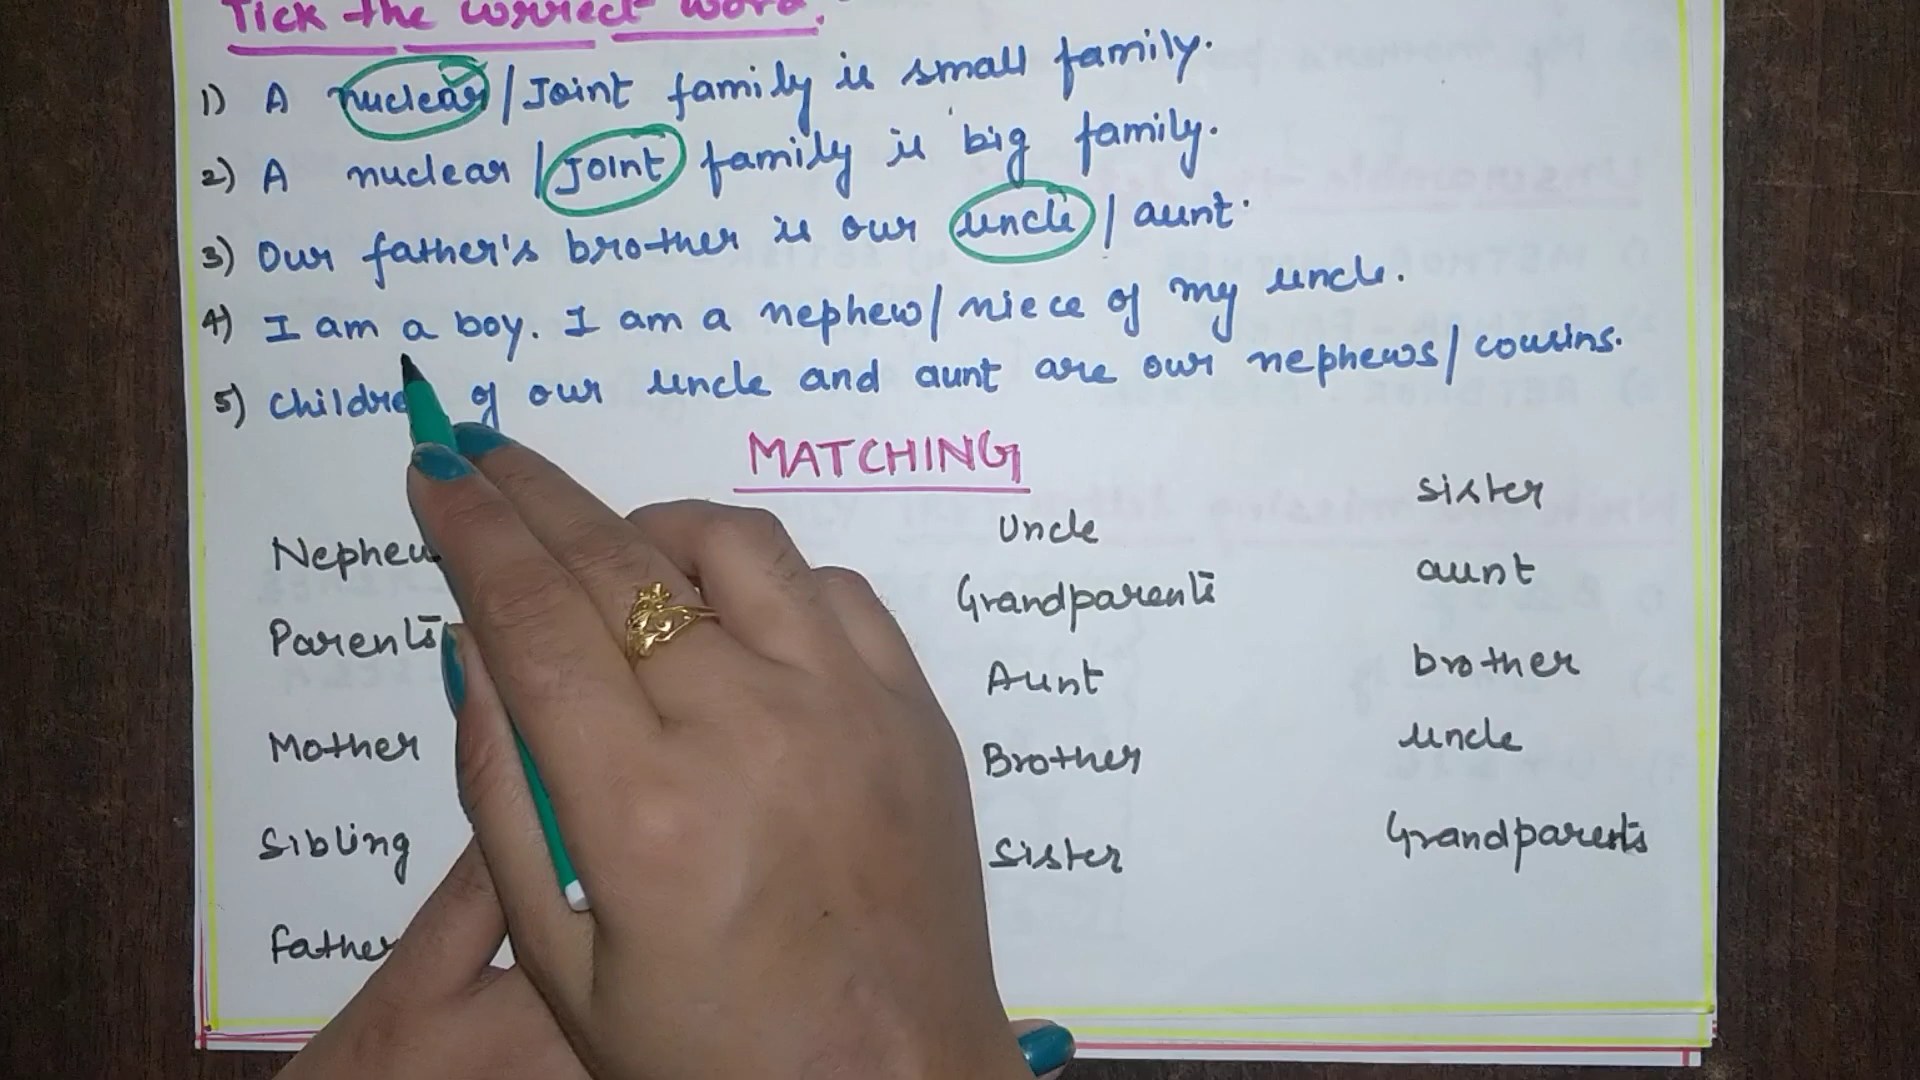 Tick the correct word.
1) A nuclear/Joint family is small family.
2) A nuclear/Joint family is big family.
3) Our father's brother is our uncle/aunt.
4) I am a boy. I am a nephew/niece of my uncle.
5) Children of our uncle and aunt are our nephews/cousins.
MATCHING
Nephew Uncle sister
Parents Grandparents aunt
Mother Aunt brother
Sibling Brother uncle
Father Sister Grandparents